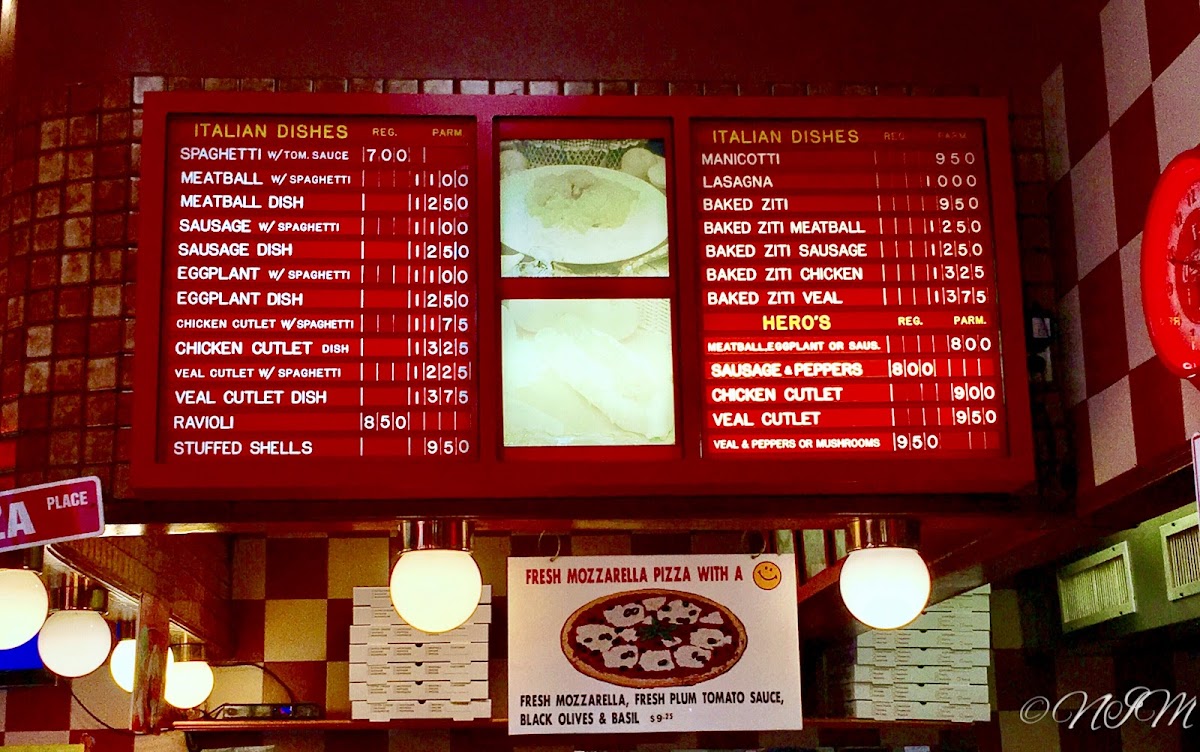 ITALIAN DISHES REG. PARM.
SPAGHETTI W/TOM. SAUCE 700
MEATBALL W/ SPAGHETTI 1100
MEATBALL DISH 1250
SAUSAGE W/ SPAGHETTI 1100
SAUSAGE DISH 1250
EGGPLANT W/ SPAGHETTI 1100
EGGPLANT DISH 1250
CHICKEN CUTLET W/SPAGHETTI 1175
CHICKEN CUTLET DISH 1325
VEAL CUTLET W/ SPAGHETTI 1225
VEAL CUTLET DISH 1375
RAVIOLI 850
STUFFED SHELLS 950
ITALIAN DISHES REG. PARM.
MANICOTTI 950
LASAGNA 1000
BAKED ZITI 950
BAKED ZITI MEATBALL 1250
BAKED ZITI SAUSAGE 1250
BAKED ZITI CHICKEN 1325
BAKED ZITI VEAL 1375
HERO'S REG. PARM.
MEATBALL,EGGPLANT OR SAUS. 800
SAUSAGE & PEPPERS 800
CHICKEN CUTLET 900
VEAL CUTLET 950
VEAL & PEPPERS OR MUSHROOMS 950
ZA PLACE
FRESH MOZZARELLA PIZZA WITH A
FRESH MOZZARELLA, FRESH PLUM TOMATO SAUCE,
BLACK OLIVES & BASIL $9.25
© NIM